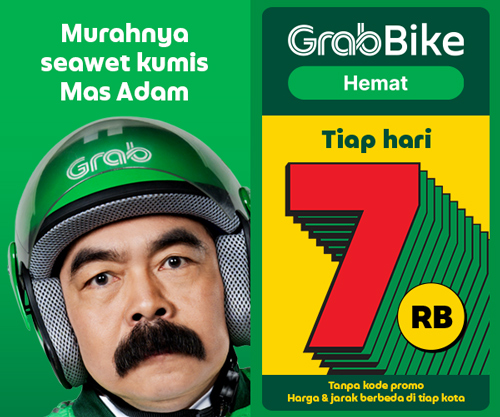 Murahnya
seawet kumis
Mas Adam
Grab
GrabBike
Hemat
Tiap hari
7
RB
Tanpa kode promo
Harga & jarak berbeda di tiap kota